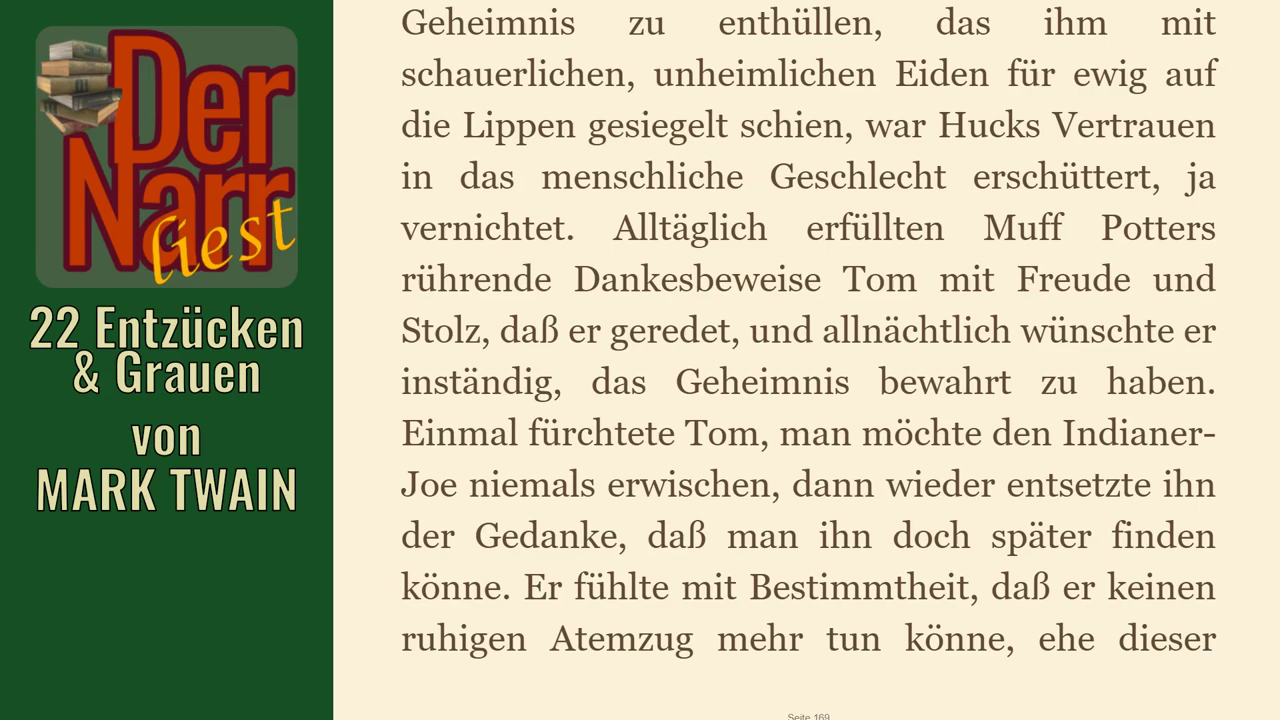 Der
Narr
liest
22 Entzücken
& Grauen
von
MARK TWAIN
Geheimnis zu enthüllen, das ihm mit
schauerlichen, unheimlichen Eiden für ewig auf
die Lippen gesiegelt schien, war Hucks Vertrauen
in das menschliche Geschlecht erschüttert, ja
vernichtet. Alltäglich erfüllten Muff Potters
rührende Dankesbeweise Tom mit Freude und
Stolz, daß er geredet, und allnächtlich wünschte er
inständig, das Geheimnis bewahrt zu haben.
Einmal fürchtete Tom, man möchte den Indianer-
Joe niemals erwischen, dann wieder entsetzte ihn
der Gedanke, daß man ihn doch später finden
könne. Er fühlte mit Bestimmtheit, daß er keinen
ruhigen Atemzug mehr tun könne, ehe dieser
Seite 169